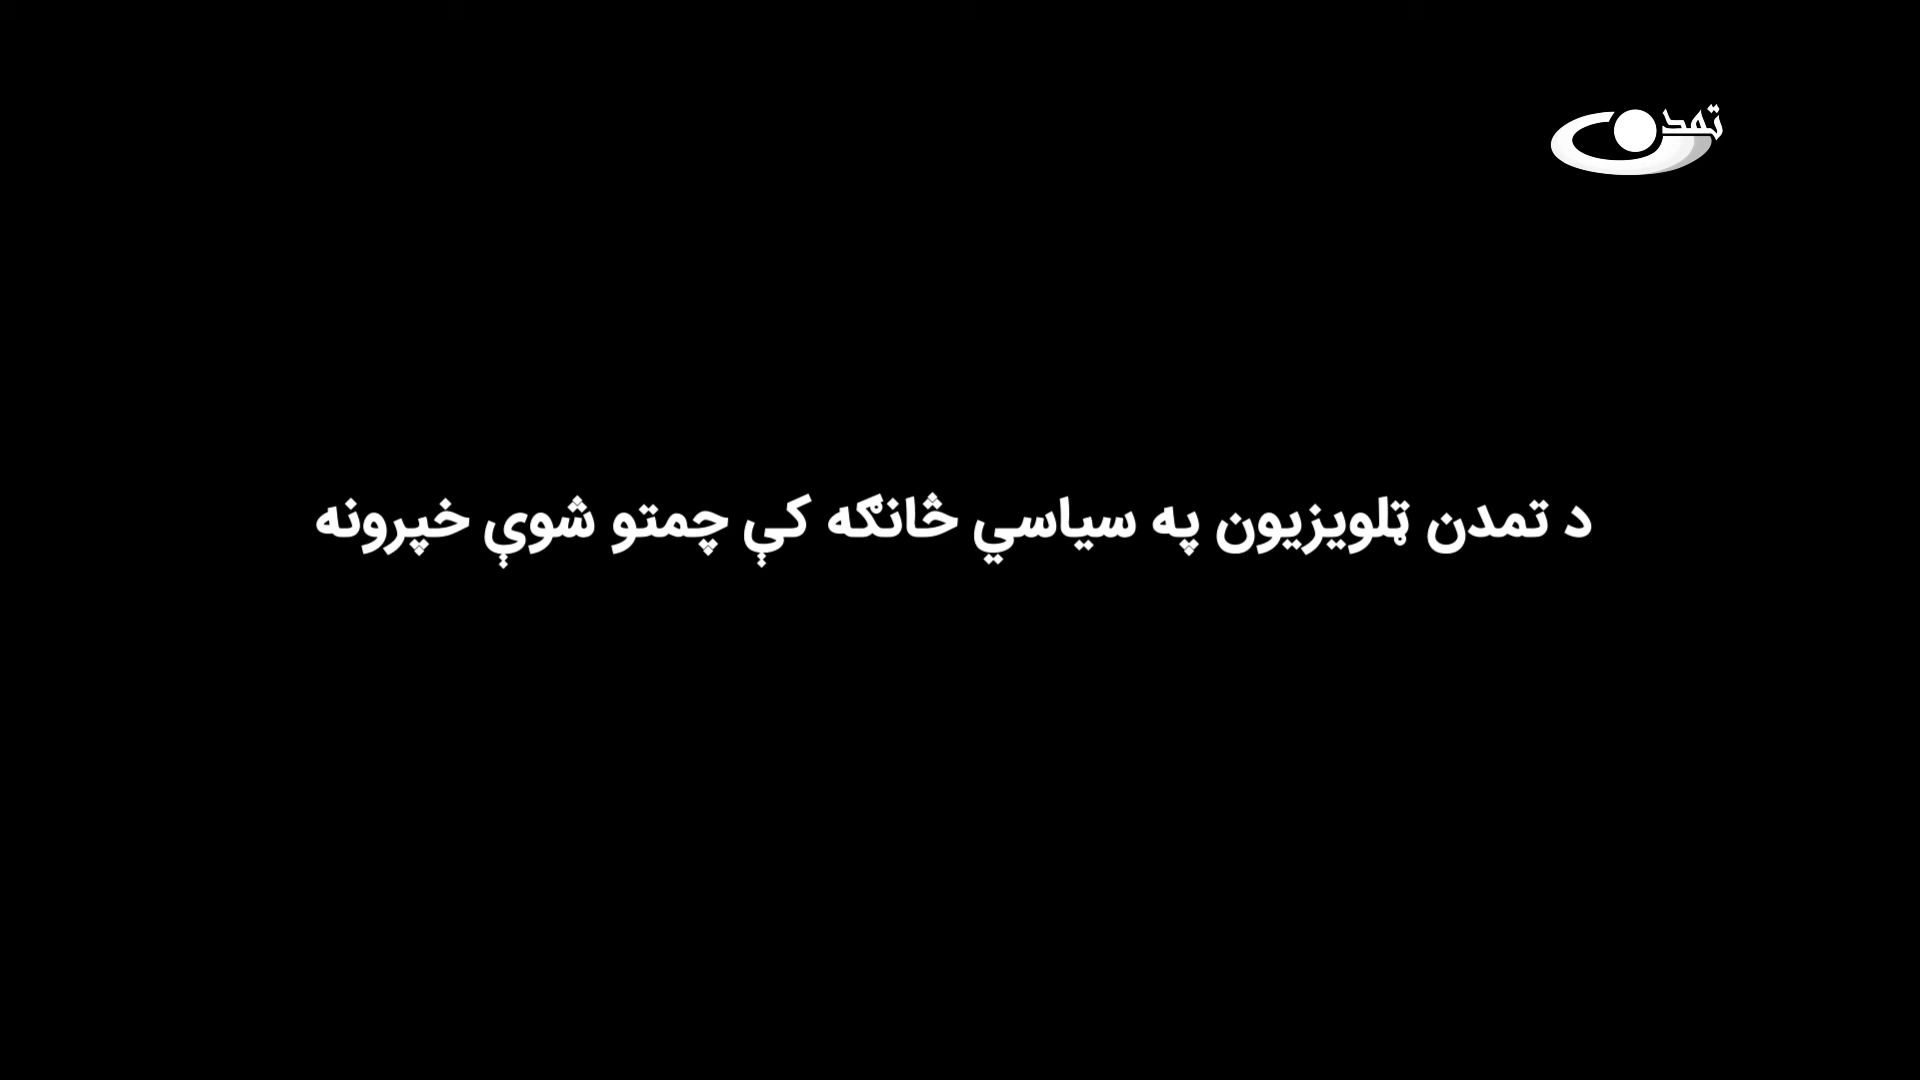 تمدن
د تمدن ټلویزیون په سیاسي څانګه کې چمتو شوې خپرونه